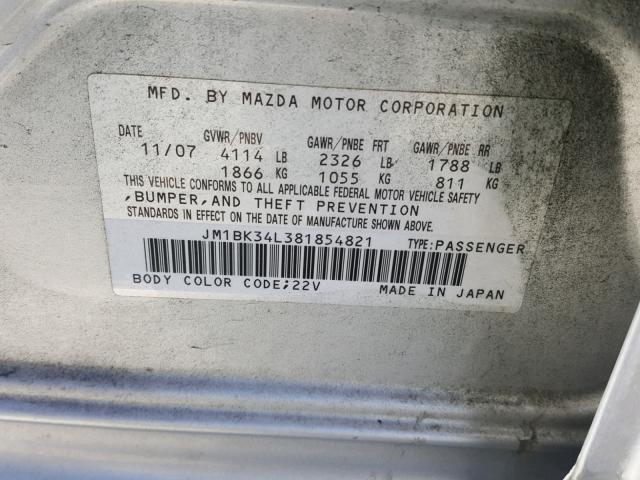 MFD. BY MAZDA MOTOR CORPORATION
DATE GVWR/PNBV GAWR/PNBE FRT GAWR/PNBE RR
11/07 4114 LB 2326 LB 1788 LB
1866 KG 1055 KG 811 KG
THIS VEHICLE CONFORMS TO ALL APPLICABLE FEDERAL MOTOR VEHICLE SAFETY
,BUMPER,AND THEFT PREVENTION
STANDARDS IN EFFECT ON THE DATE OF MANUFACTURE SHOWN ABOVE.
JM1BK34L381854821 TYPE:PASSENGER
BODY COLOR CODE;22V MADE IN JAPAN